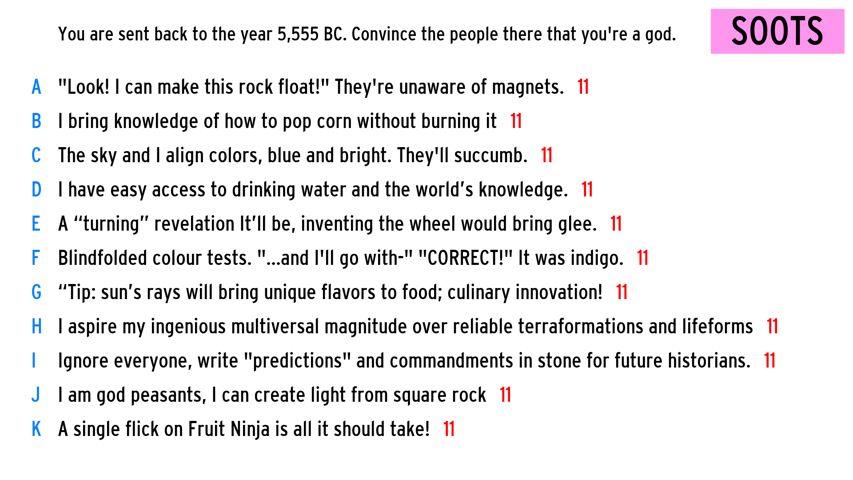 You are sent back to the year 5,555 BC. Convince the people there that you're a god.
SOOTS
A "Look! I can make this rock float!" They're unaware of magnets. 11
B I bring knowledge of how to pop corn without burning it 11
C The sky and I align colors, blue and bright. They'll succumb. 11
D I have easy access to drinking water and the world’s knowledge. 11
E A “turning” revelation It’ll be, inventing the wheel would bring glee. 11
F Blindfolded colour tests. "...and I'll go with-" "CORRECT!" It was indigo. 11
G “Tip: sun’s rays will bring unique flavors to food; culinary innovation! 11
H I aspire my ingenious multiversal magnitude over reliable terraformations and lifeforms 11
I Ignore everyone, write "predictions" and commandments in stone for future historians. 11
J I am god peasants, I can create light from square rock 11
K A single flick on Fruit Ninja is all it should take! 11